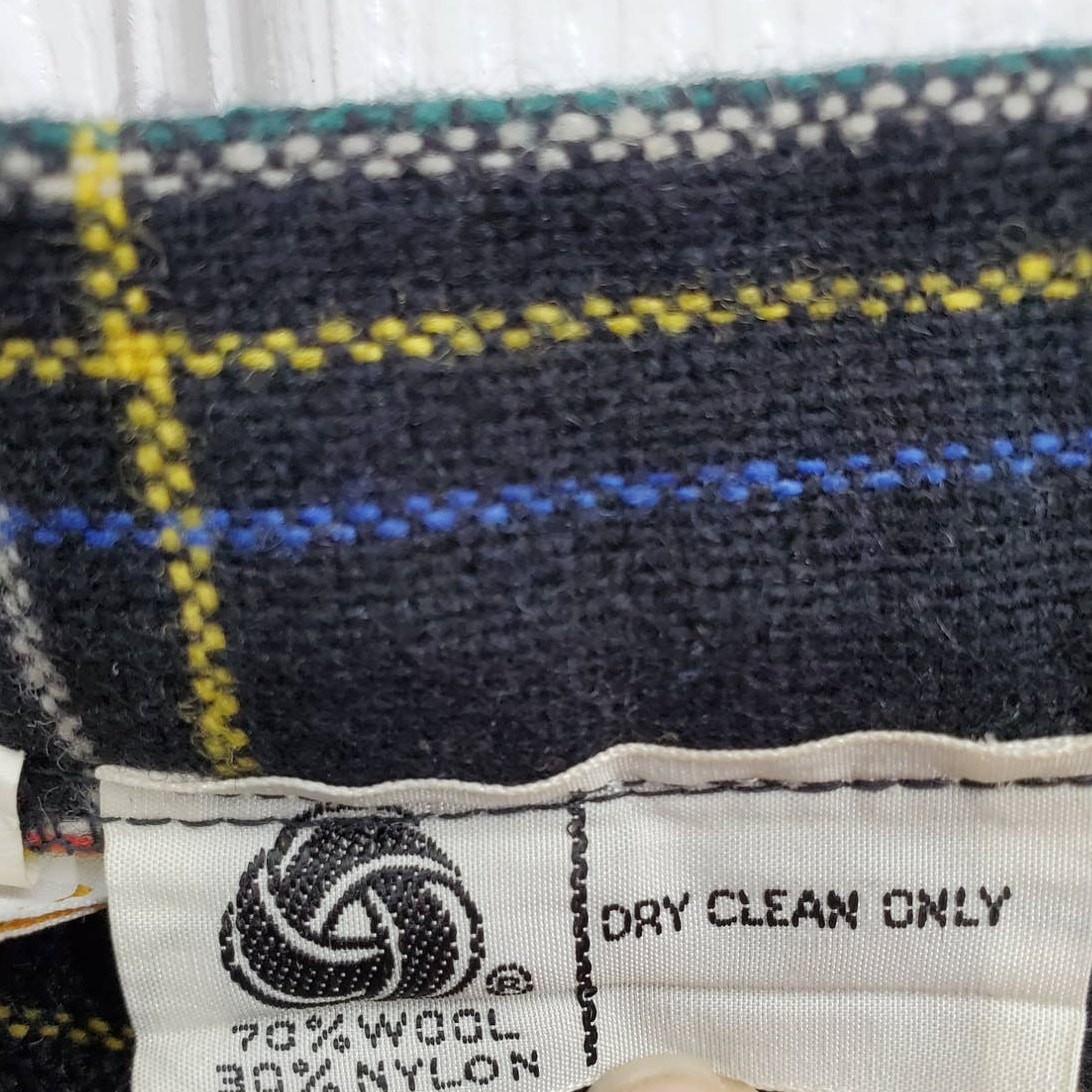 DRY CLEAN ONLY
®
70% WOOL
30% NYLON